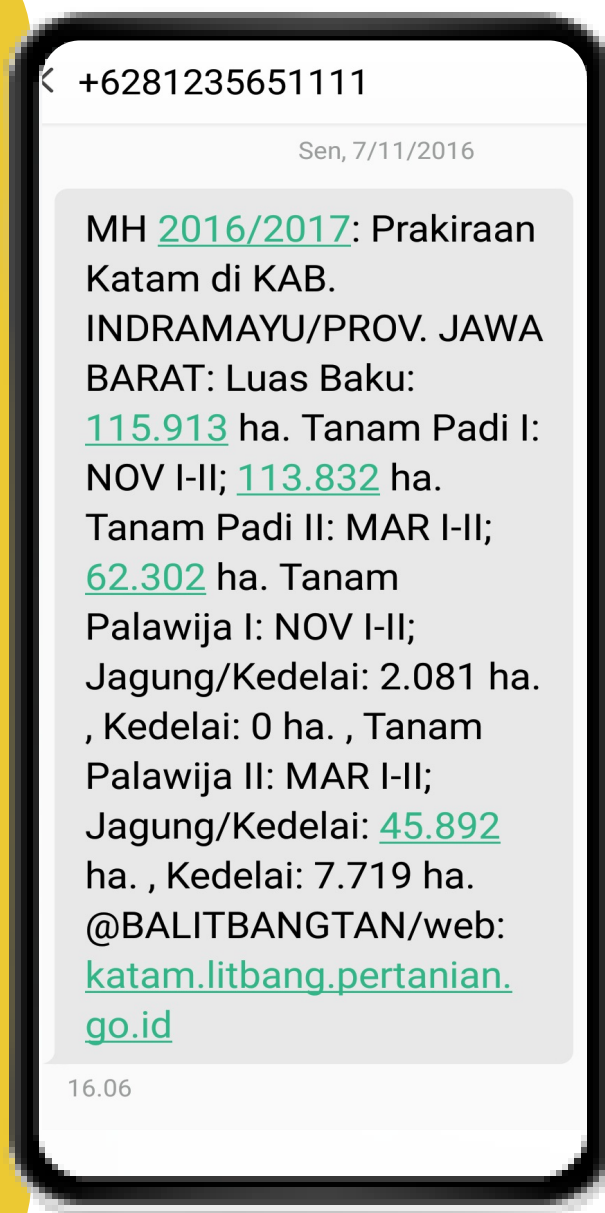 +6281235651111
Sen, 7/11/2016
MH 2016/2017: Prakiraan
Katam di KAB.
INDRAMAYU/PROV. JAWA
BARAT: Luas Baku:
115.913 ha. Tanam Padi I:
NOV I-II; 113.832 ha.
Tanam Padi II: MAR I-II;
62.302 ha. Tanam
Palawija I: NOV I-II;
Jagung/Kedelai: 2.081 ha.
, Kedelai: 0 ha. , Tanam
Palawija II: MAR I-II;
Jagung/Kedelai: 45.892
ha. , Kedelai: 7.719 ha.
@BALITBANGTAN/web:
katam.litbang.pertanian.
go.id
16.06